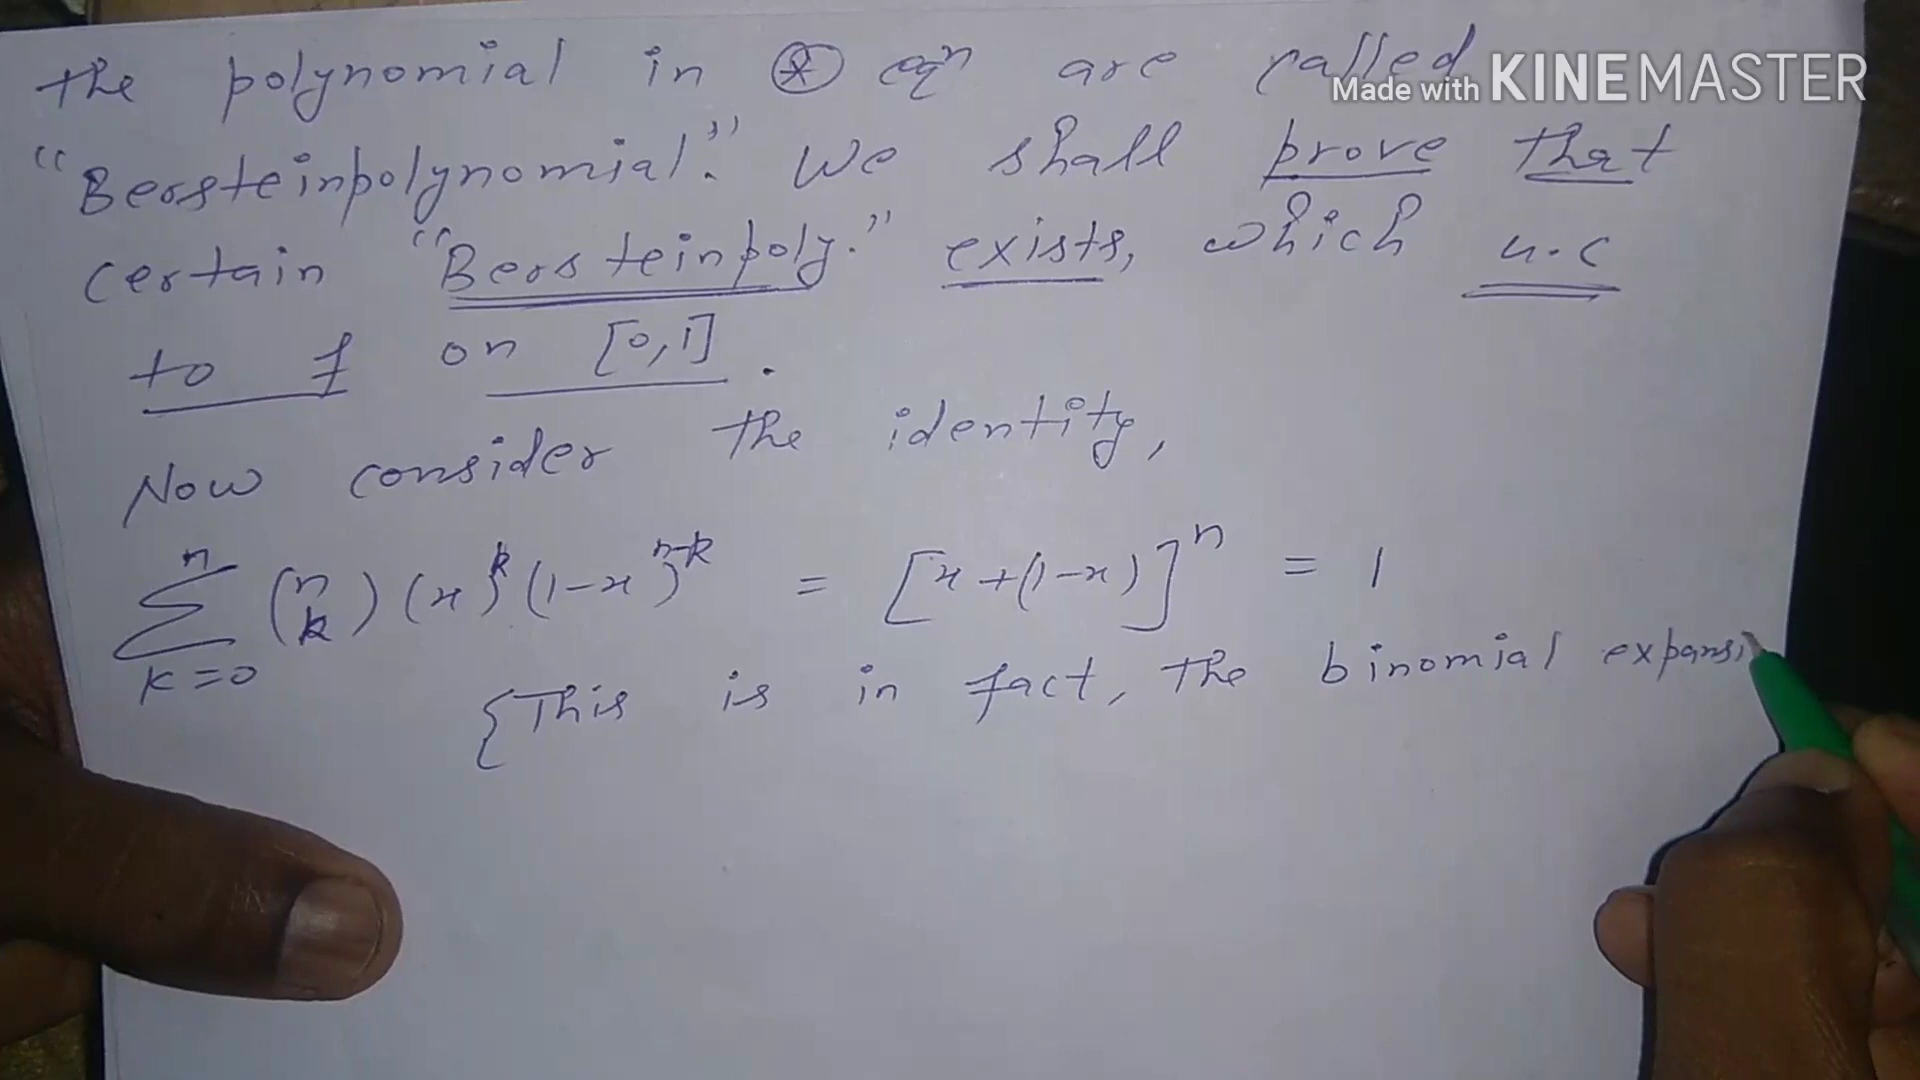 the polynomial in ⊛ eqn are called
Made with KINEMASTER
"Bersteinpolynomial." We shall prove that
certain "Bersteinpoly." exists, which u.c
to f on [0,1].
Now consider the identity,
∑_{k=0}^{n} (n k) (x)^k (1-x)^{n-k} = [x+(1-x)]^n = 1
{This is in fact, the binomial expansi